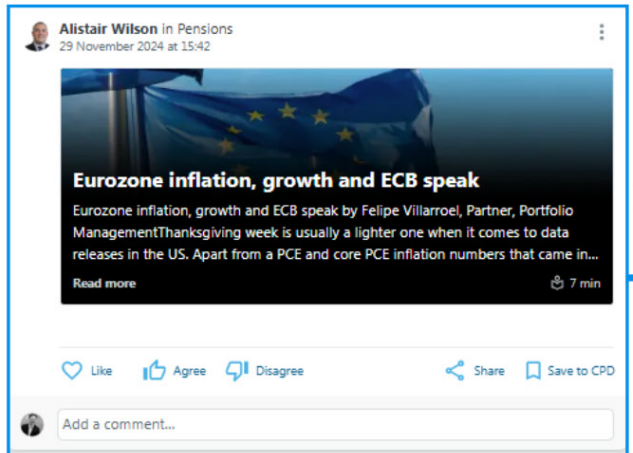 Alistair Wilson in Pensions
29 November 2024 at 15:42
Eurozone inflation, growth and ECB speak
Eurozone inflation, growth and ECB speak by Felipe Villarroel, Partner, Portfolio
ManagementThanksgiving week is usually a lighter one when it comes to data
releases in the US. Apart from a PCE and core PCE inflation numbers that came in...
Read more
7 min
Like
Agree
Disagree
Share
Save to CPD
Add a comment...